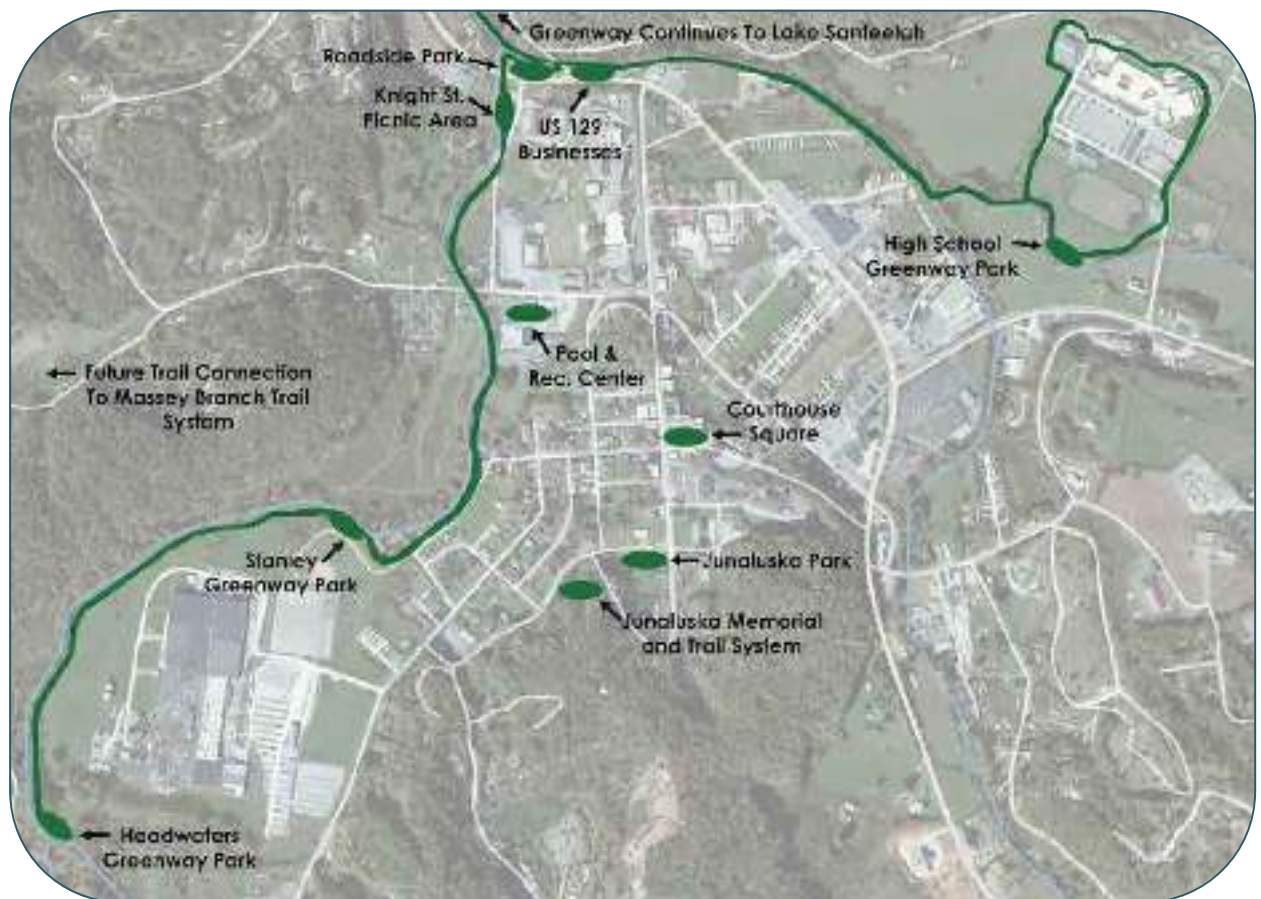 Greenway Continues To Lake Santeelah
Roadside Park
Knight St.
Picnic Area
US 129
Businesses
High School
Greenway Park
Pool &
Rec. Center
Future Trail Connection
To Massey Branch Trail
System
Courthouse
Square
Stanley
Greenway Park
Junaluska Park
Junaluska Memorial
and Trail System
Headwaters
Greenway Park